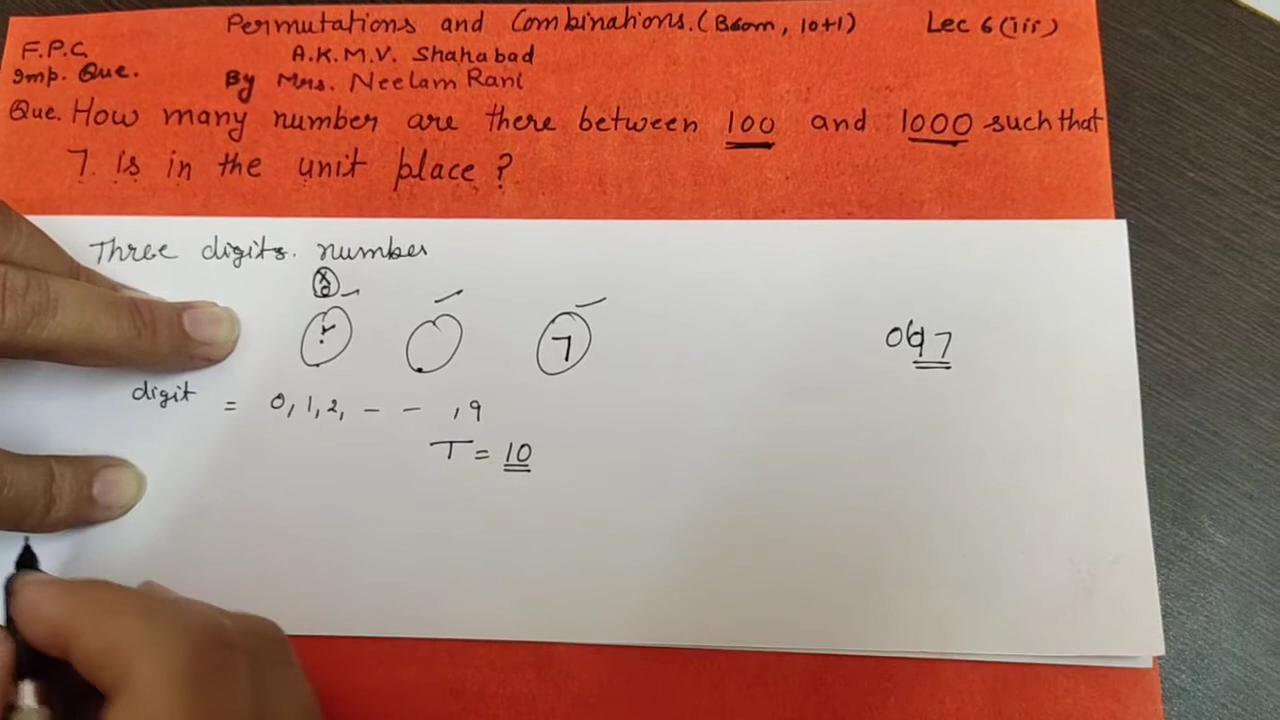 Permutations and Combinations. (Bcom, 10+1) Lec 6 (iii)
F.P.C A.K.M.V. Shahabad
Imp. Que. By Mrs. Neelam Rani
Que. How many number are there between 100 and 1000 such that
7 is in the unit place ?
Three digits. number
7
digit = 0, 1, 2, - - , 9
T = 10